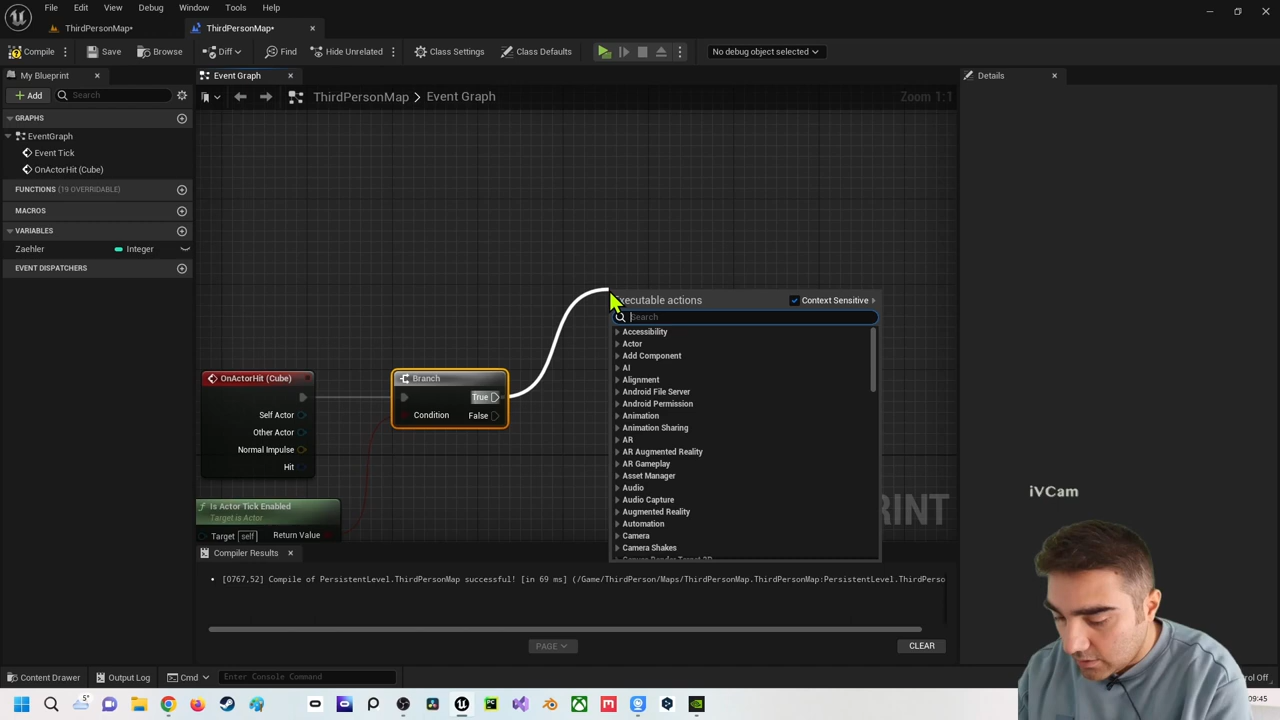 File Edit View Debug Window Tools Help
ThirdPersonMap•
ThirdPersonMap•
Compile
Save
Browse
Diff
Find
Hide Unrelated
Class Settings
Class Defaults
No debug object selected
My Blueprint
Event Graph
Details
Add
Search
ThirdPersonMap > Event Graph
Zoom 1:1
GRAPHS
EventGraph
Event Tick
OnActorHit (Cube)
FUNCTIONS (19 OVERRIDABLE)
MACROS
VARIABLES
Zaehler Integer
EVENT DISPATCHERS
OnActorHit (Cube)
Self Actor
Other Actor
Normal Impulse
Hit
Branch
True
Condition
False
Is Actor Tick Enabled
Target is Actor
Target self
Return Value
Executable actions
Context Sensitive
Search
Accessibility
Actor
Add Component
AI
Alignment
Android File Server
Android Permission
Animation
Animation Sharing
AR
AR Augmented Reality
AR Gameplay
Asset Manager
Audio
Audio Capture
Augmented Reality
Automation
Camera
Camera Shakes
iVCam
Compiler Results
[0767,52] Compile of PersistentLevel.ThirdPersonMap successful! [in 69 ms] (/Game/ThirdPerson/Maps/ThirdPersonMap.ThirdPersonMap:PersistentLevel.ThirdPerso
PAGE
CLEAR
Content Drawer
Output Log
Cmd
Enter Console Command
5°
09:45